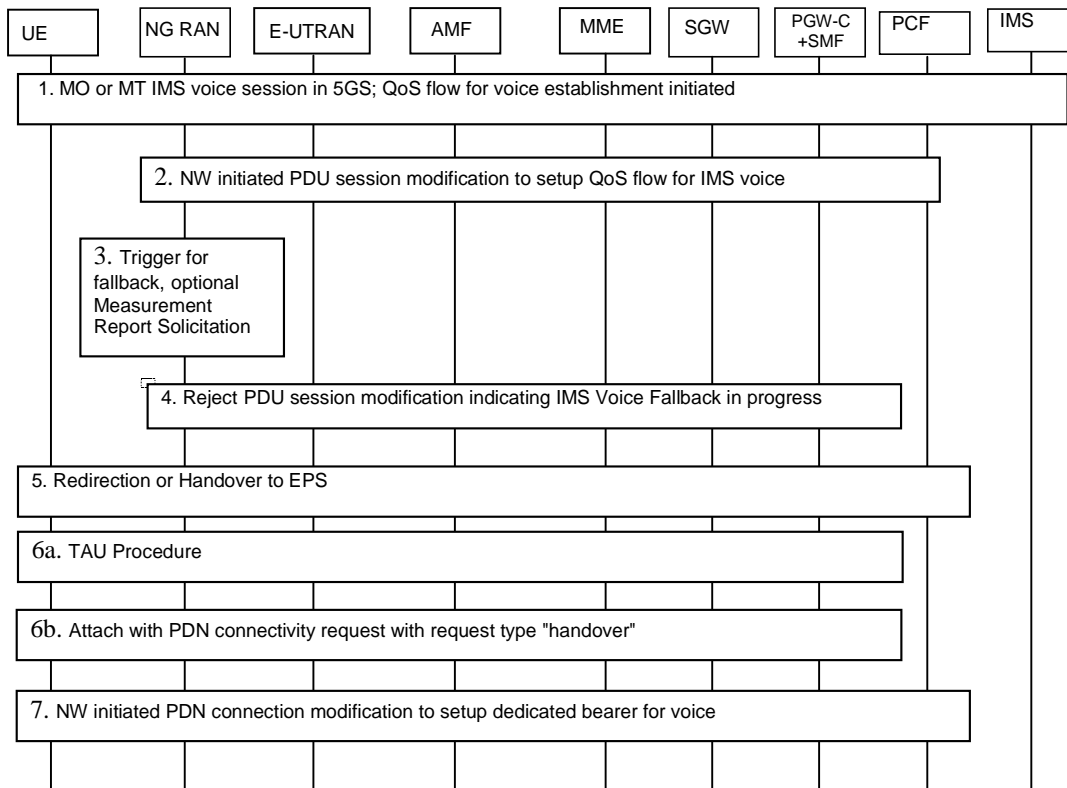 UE
NG RAN
E-UTRAN
AMF
MME
SGW
PGW-C
+SMF
PCF
IMS
1. MO or MT IMS voice session in 5GS; QoS flow for voice establishment initiated
2. NW initiated PDU session modification to setup QoS flow for IMS voice
3. Trigger for
fallback, optional
Measurement
Report Solicitation
4. Reject PDU session modification indicating IMS Voice Fallback in progress
5. Redirection or Handover to EPS
6a. TAU Procedure
6b. Attach with PDN connectivity request with request type "handover"
7. NW initiated PDN connection modification to setup dedicated bearer for voice